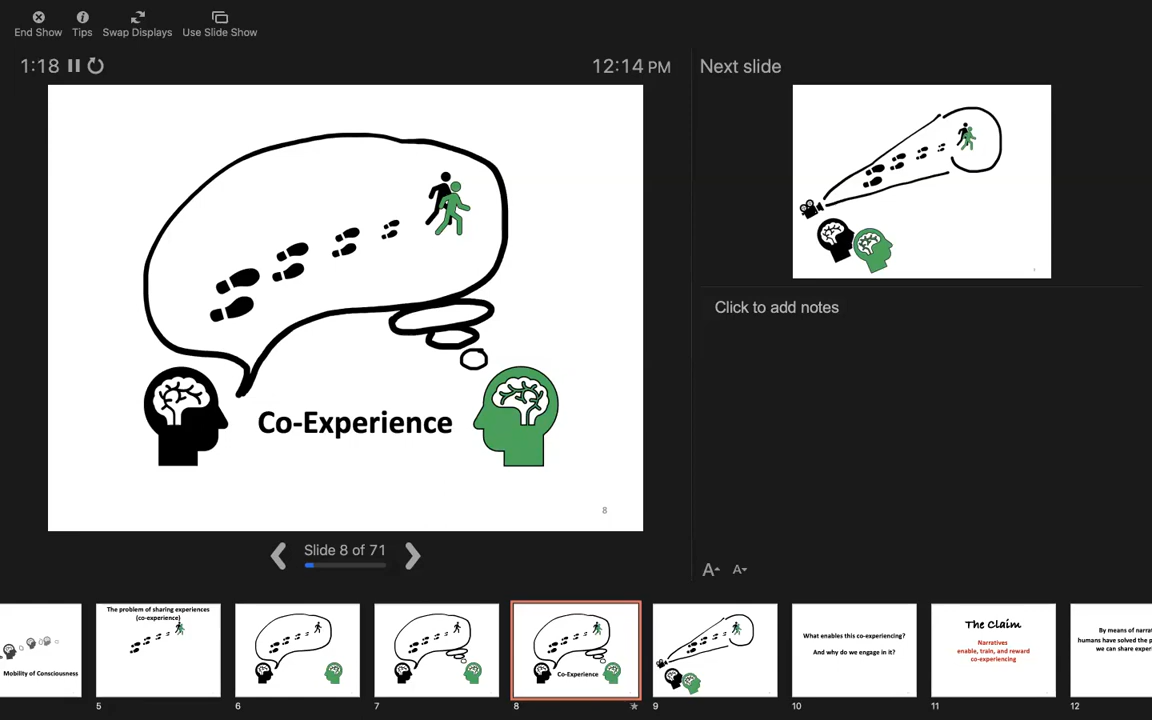 End Show
Tips
Swap Displays
Use Slide Show
1:18
12:14 PM
Next slide
Co-Experience
8
Click to add notes
Slide 8 of 71
A
A
Mobility of Consciousness
The problem of sharing experiences
(co-experience)
Co-Experience
What enables this co-experiencing?
And why do we engage in it?
The Claim
Narratives
enable, train, and reward
co-experiencing
By means of
humans have solved the
we can share
5
6
7
8
9
10
11
12